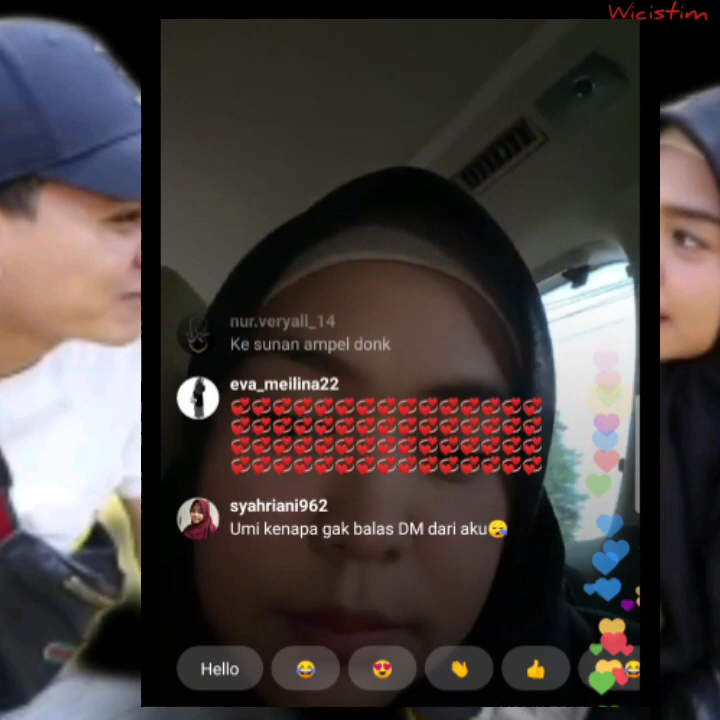 Wicistim
nur.veryall_14
Ke sunan ampel donk
eva_meilina22
💞💞💞💞💞💞💞💞💞💞💞💞💞💞💞
💞💞💞💞💞💞💞💞💞💞💞💞💞💞💞
💞💞💞💞💞💞💞💞💞💞💞💞💞💞💞
💞💞💞💞💞💞💞💞💞💞💞💞💞💞💞
syahriani962
Umi kenapa gak balas DM dari aku😪
Hello 😂 😍 👋 👍 😂